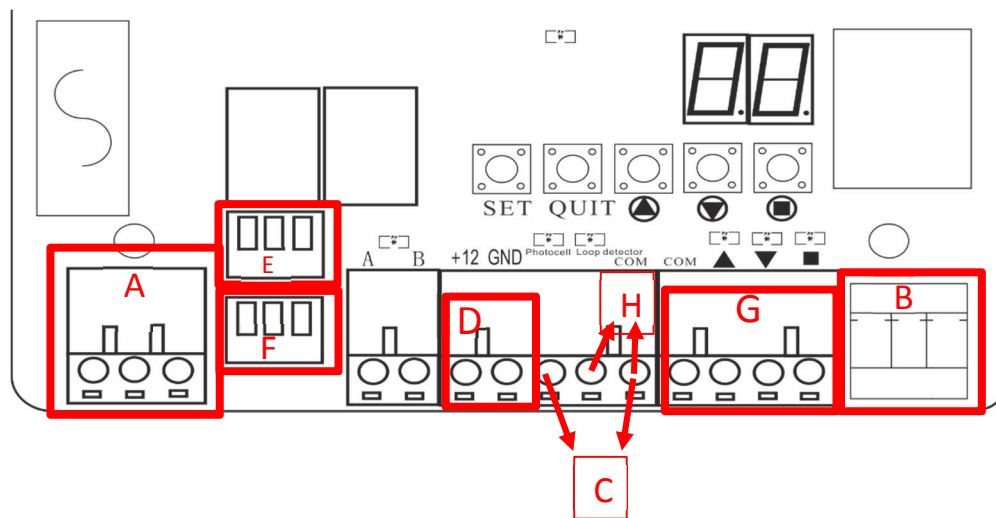 SET QUIT
A B +12 GND Photocell Loop detector COM COM ▲ ▼ ■
A
E
F
D
H
G
B
C